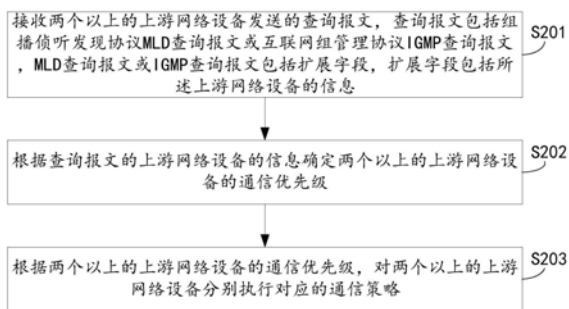 接收两个以上的上游网络设备发送的查询报文，查询报文包括组
播侦听发现协议MLD查询报文或互联网组管理协议IGMP查询报文
，MLD查询报文或IGMP查询报文包括扩展字段，扩展字段包括所
述上游网络设备的信息
S201
根据查询报文的上游网络设备的信息确定两个以上的上游网络设
备的通信优先级
S202
根据两个以上的上游网络设备的通信优先级，对两个以上的上游
网络设备分别执行对应的通信策略
S203